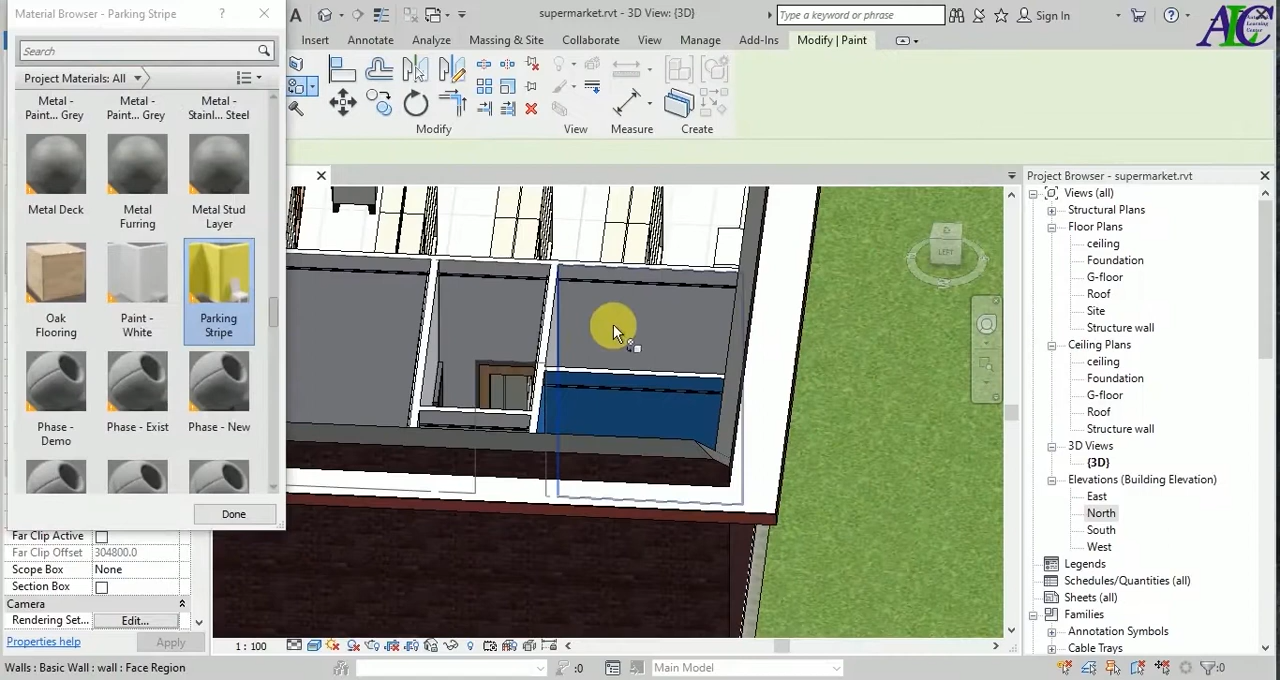 Material Browser - Parking Stripe
?
supermarket.rvt - 3D View: {3D}
Type a keyword or phrase
Sign In
ALC
Search
Insert
Annotate
Analyze
Massing & Site
Collaborate
View
Manage
Add-Ins
Modify | Paint
Project Materials: All
Modify
View
Measure
Create
Metal - Paint... Grey
Metal - Paint... Grey
Metal - Stainl... Steel
Metal Deck
Metal Furring
Metal Stud Layer
Oak Flooring
Paint - White
Parking Stripe
Phase - Demo
Phase - Exist
Phase - New
Done
LEFT
Far Clip Active
Far Clip Offset 304800.0
Scope Box None
Section Box
Camera
Rendering Set... Edit...
Properties help
Apply
1 : 100
Walls : Basic Wall : wall : Face Region
:0
Main Model
:0
Project Browser - supermarket.rvt
Views (all)
Structural Plans
Floor Plans
ceiling
Foundation
G-floor
Roof
Site
Structure wall
Ceiling Plans
ceiling
Foundation
G-floor
Roof
Structure wall
3D Views
{3D}
Elevations (Building Elevation)
East
North
South
West
Legends
Schedules/Quantities (all)
Sheets (all)
Families
Annotation Symbols
Cable Trays